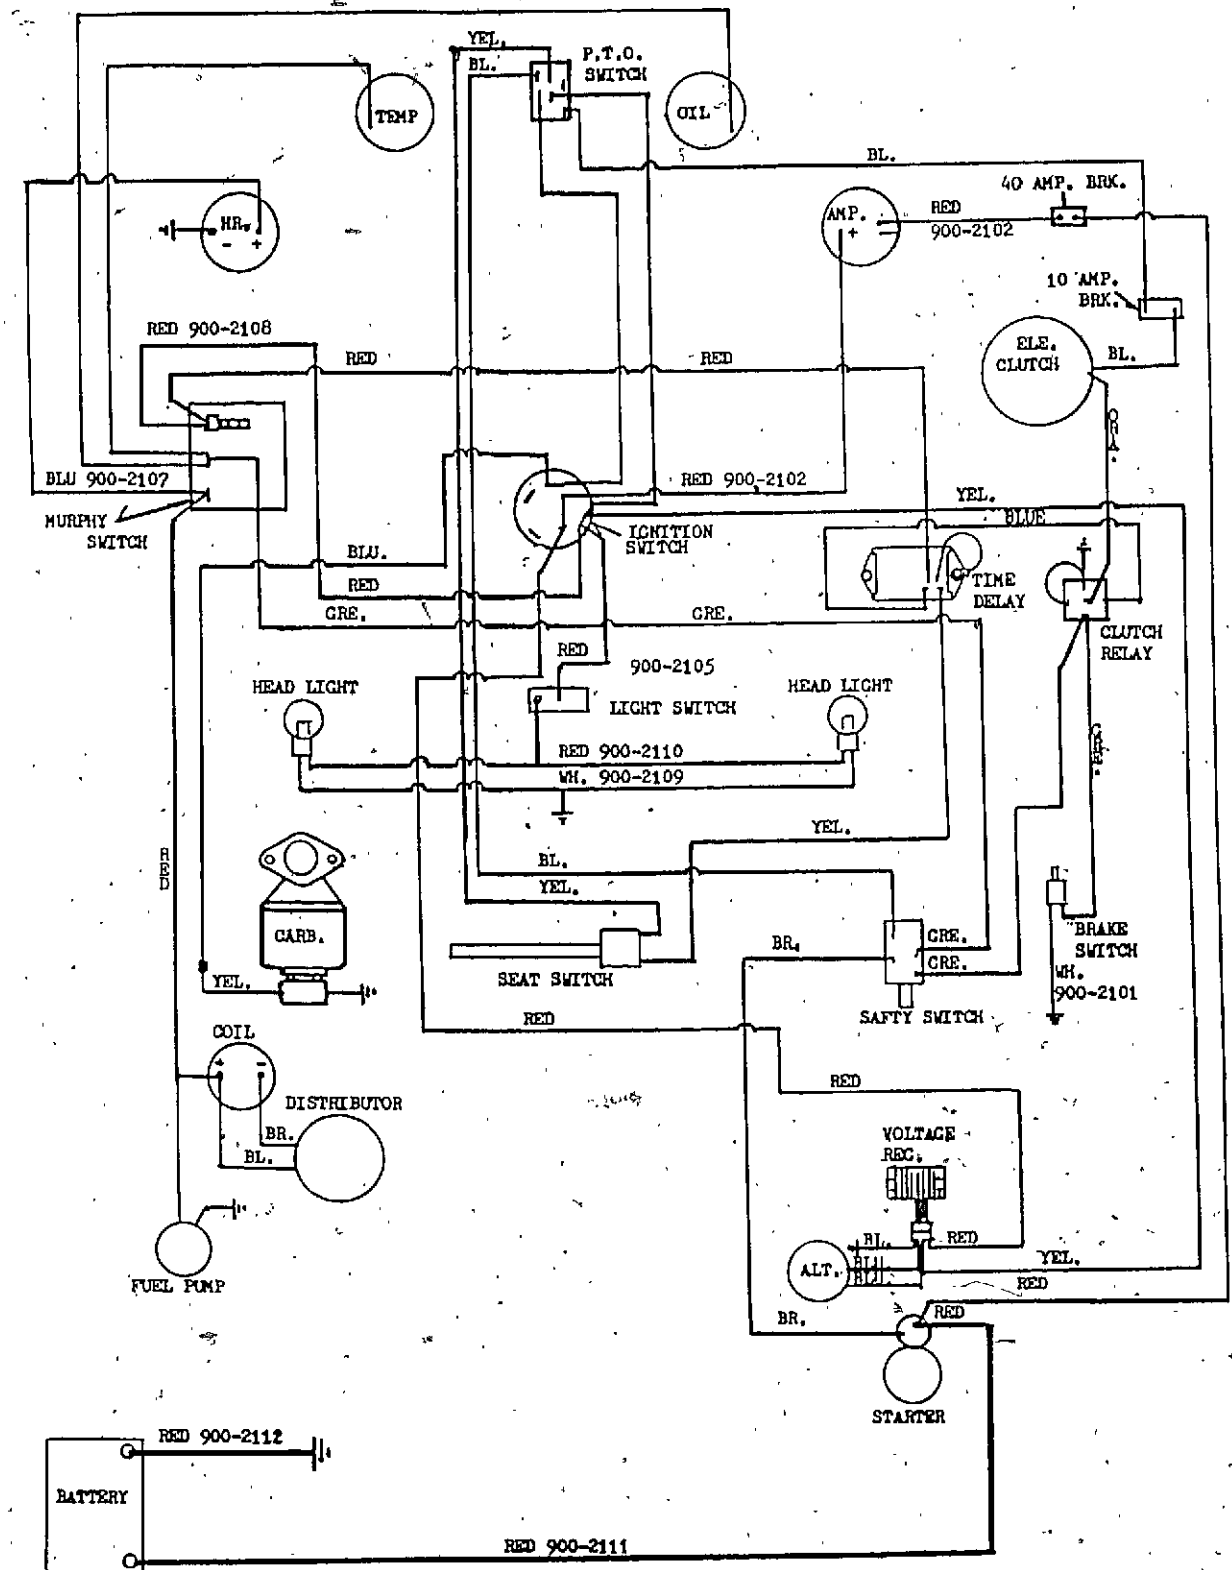 YEL.
P.T.O.
SWITCH
BL.
TEMP
OIL
BL.
40 AMP. BRK.
HR.
- +
AMP.
+ -
RED
900-2102
10 AMP.
BRK.
RED 900-2108
RED
RED
ELE.
CLUTCH
BL.
ORA.
BLU 900-2107
RED 900-2102
YEL.
MURPHY
SWITCH
IGNITION
SWITCH
BLUE
BLU.
RED
TIME
DELAY
GRE.
GRE.
CLUTCH
RELAY
RED
900-2105
HEAD LIGHT
HEAD LIGHT
LIGHT SWITCH
RED 900-2110
WH. 900-2109
GRE.
YEL.
RED
BL.
YEL.
CARB.
BR.
GRE.
GRE.
BRAKE
SWITCH
SEAT SWITCH
WH.
900-2101
YEL.
SAFTY SWITCH
RED
COIL
+ -
RED
DISTRIBUTOR
BR.
BL.
VOLTAGE
REG.
BL.
RED
FUEL PUMP
ALT.
BL.
BL.
YEL.
RED
BR.
RED
STARTER
RED 900-2112
BATTERY
RED 900-2111